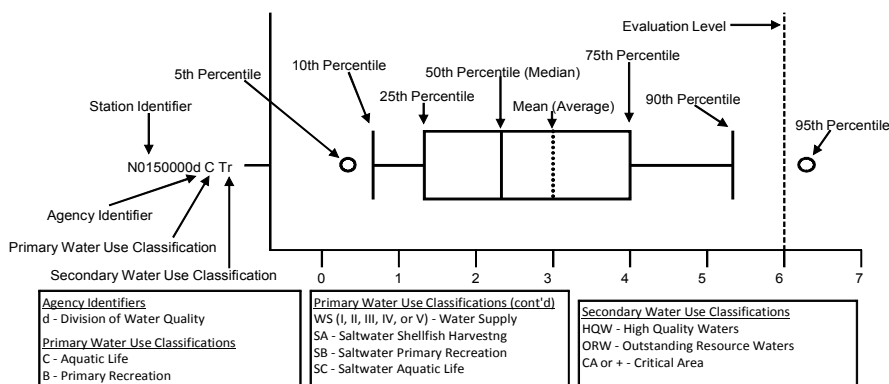 Evaluation Level
75th Percentile
10th Percentile
50th Percentile (Median)
5th Percentile
25th Percentile
Mean (Average)
90th Percentile
Station Identifier
95th Percentile
N0150000d C Tr
Agency Identifier
Primary Water Use Classification
Secondary Water Use Classification
0 1 2 3 4 5 6 7
Agency Identifiers
d - Division of Water Quality
Primary Water Use Classifications
C - Aquatic Life
B - Primary Recreation
Primary Water Use Classifications (cont'd)
WS (I, II, III, IV, or V) - Water Supply
SA - Saltwater Shellfish Harvestng
SB - Saltwater Primary Recreation
SC - Saltwater Aquatic Life
Secondary Water Use Classifications
HQW - High Quality Waters
ORW - Outstanding Resource Waters
CA or + - Critical Area